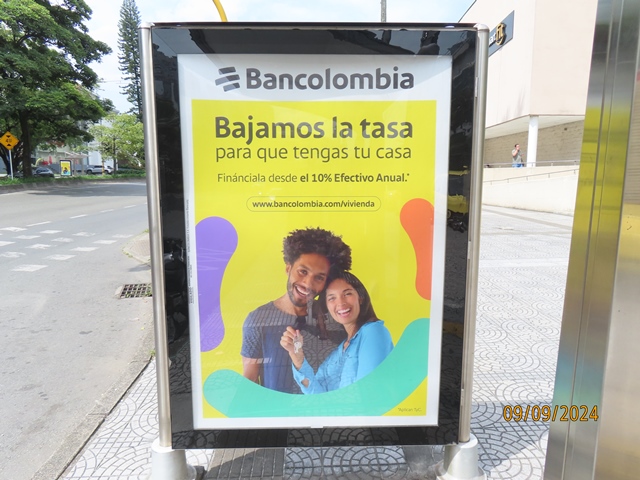 Bancolombia
Bajamos la tasa
para que tengas tu casa
Fináncíala desde el 10% Efectivo Anual.*
www.bancolombia.com/vivienda
09/09/2024